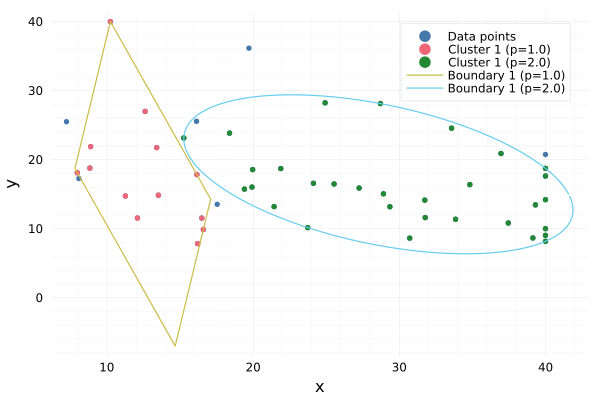 40
30
20
10
0
y
10
20
30
40
x
Data points
Cluster 1 (p=1.0)
Cluster 1 (p=2.0)
Boundary 1 (p=1.0)
Boundary 1 (p=2.0)